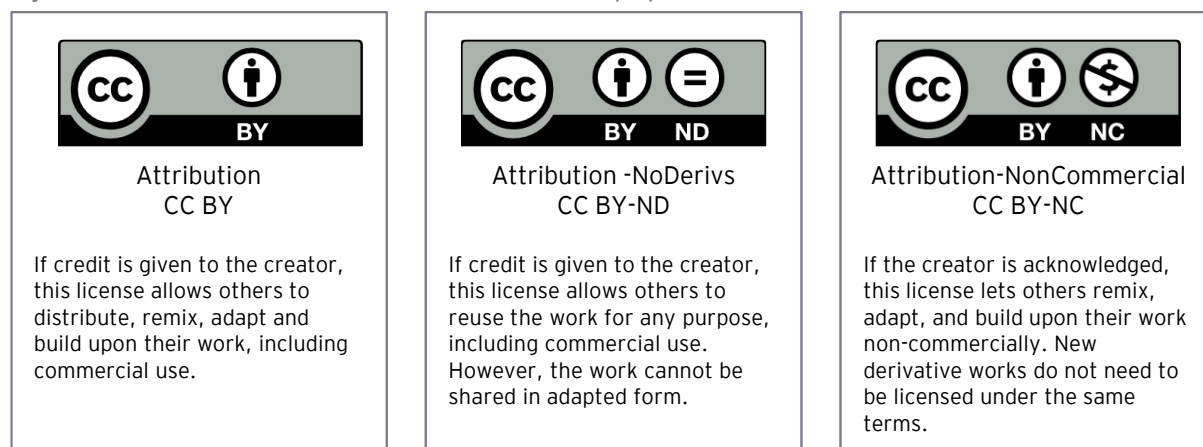 CC
BY
Attribution
CC BY
If credit is given to the creator,
this license allows others to
distribute, remix, adapt and
build upon their work, including
commercial use.
CC
BY ND
Attribution -NoDerivs
CC BY-ND
If credit is given to the creator,
this license allows others to
reuse the work for any purpose,
including commercial use.
However, the work cannot be
shared in adapted form.
CC
$
BY NC
Attribution-NonCommercial
CC BY-NC
If the creator is acknowledged,
this license lets others remix,
adapt, and build upon their work
non-commercially. New
derivative works do not need to
be licensed under the same
terms.